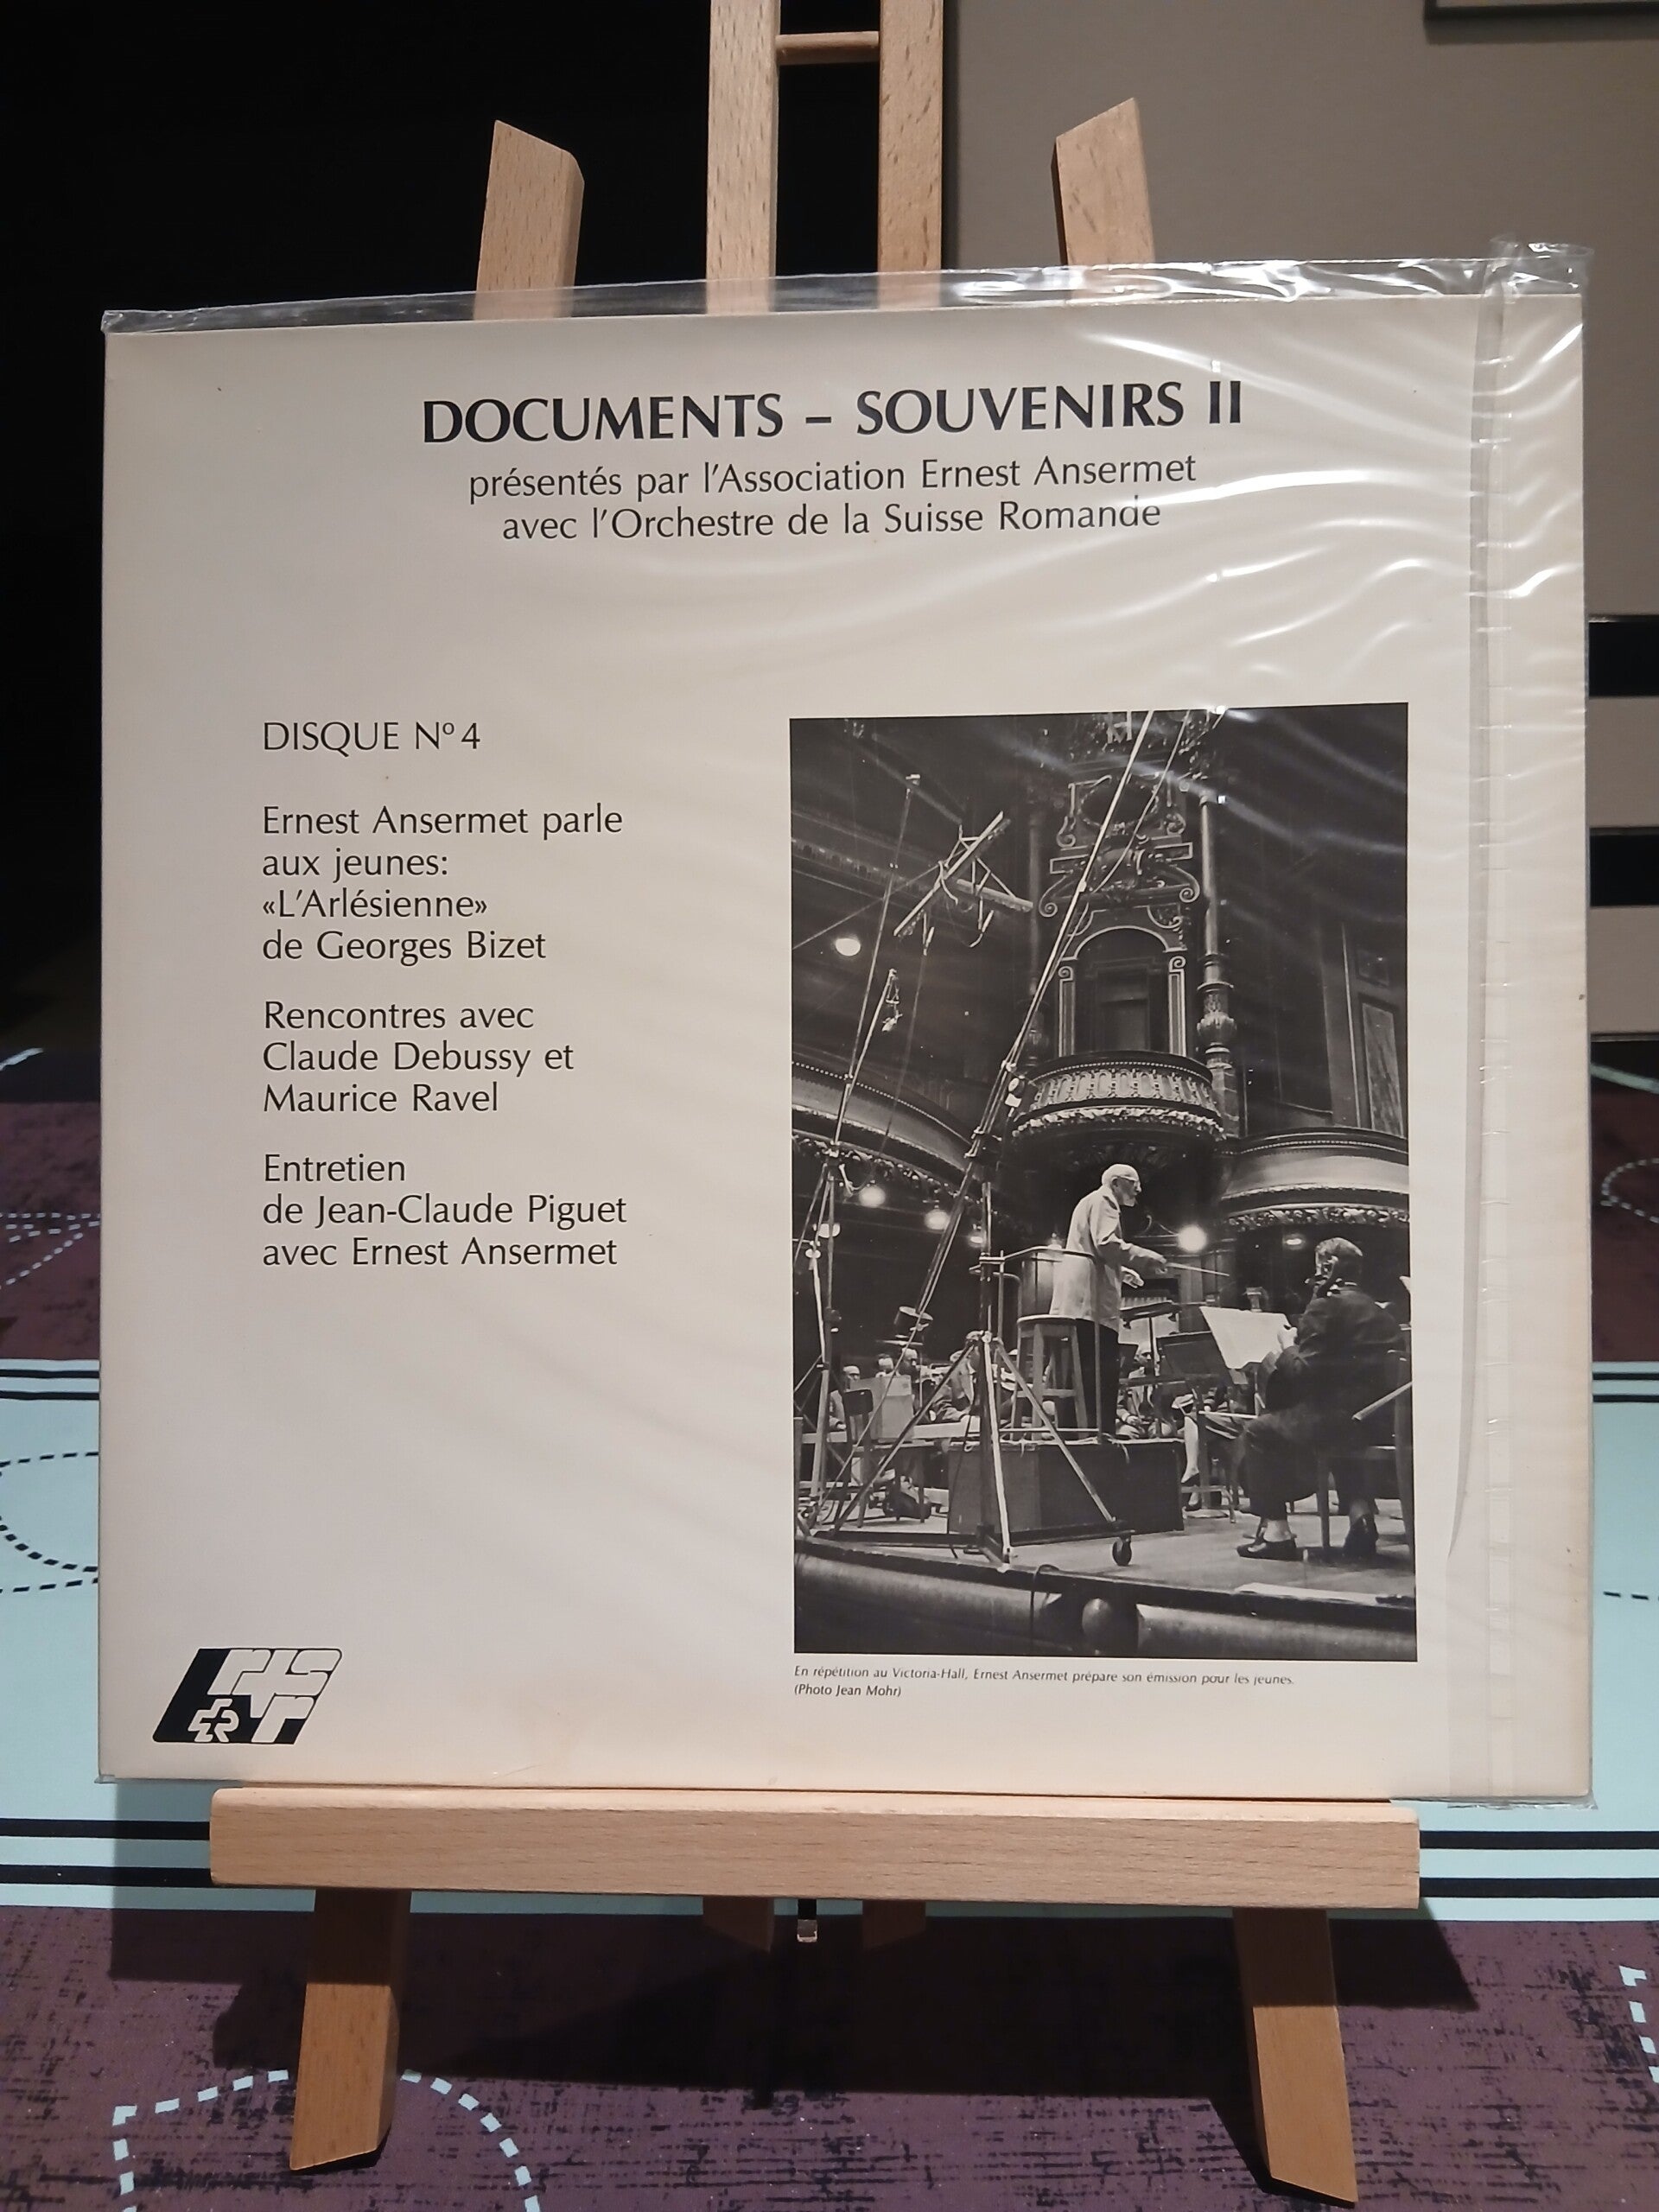 DOCUMENTS – SOUVENIRS II
présentés par l'Association Ernest Ansermet
avec l'Orchestre de la Suisse Romande
DISQUE Nº 4
Ernest Ansermet parle
aux jeunes:
«L'Arlésienne»
de Georges Bizet
Rencontres avec
Claude Debussy et
Maurice Ravel
Entretien
de Jean-Claude Piguet
avec Ernest Ansermet
En répétition au Victoria-Hall, Ernest Ansermet prépare son émission pour les jeunes.
(Photo Jean Mohr)